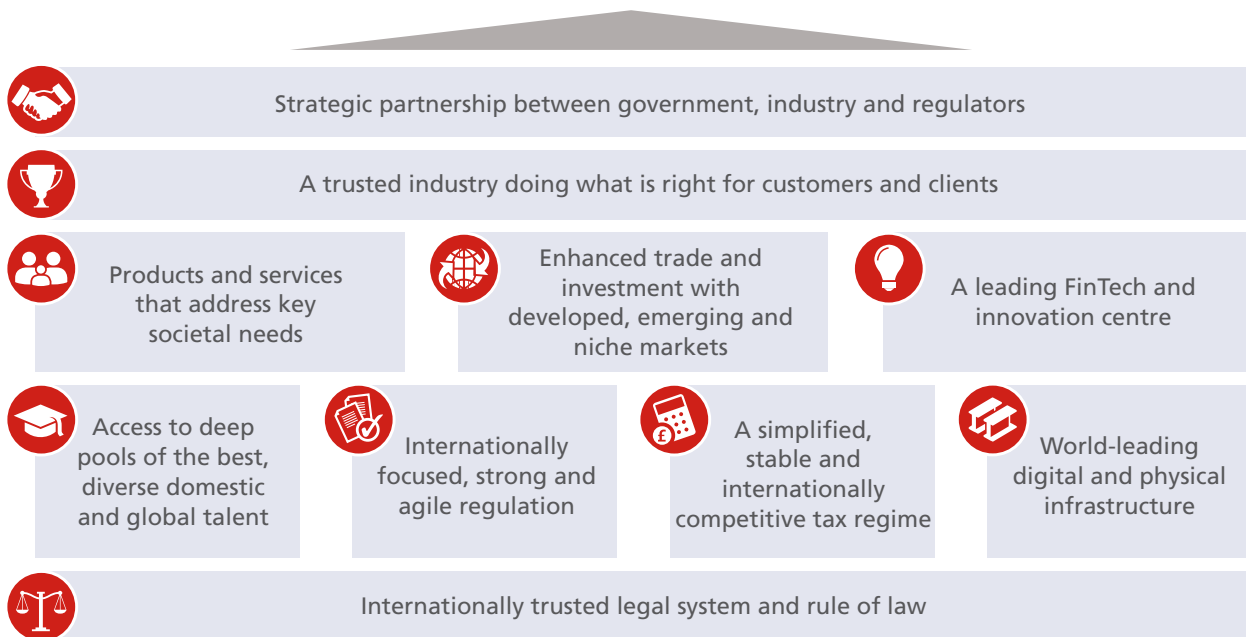 Strategic partnership between government, industry and regulators
A trusted industry doing what is right for customers and clients
Products and services
that address key
societal needs
Enhanced trade and
investment with
developed, emerging and
niche markets
A leading FinTech and
innovation centre
Access to deep
pools of the best,
diverse domestic
and global talent
Internationally
focused, strong and
agile regulation
£
A simplified,
stable and
internationally
competitive tax regime
World-leading
digital and physical
infrastructure
Internationally trusted legal system and rule of law